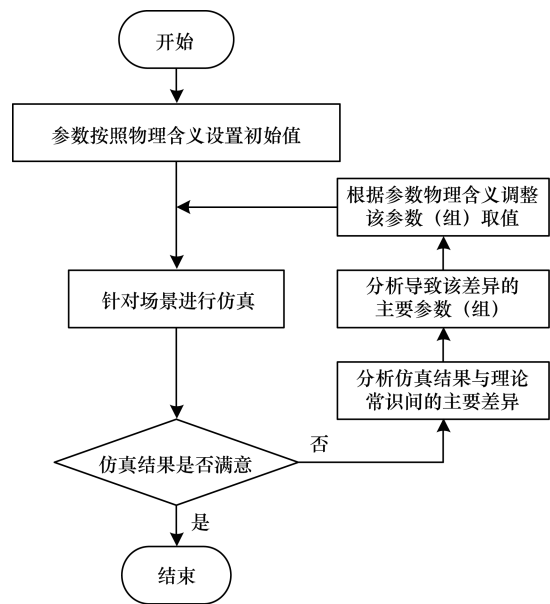 开始
参数按照物理含义设置初始值
根据参数物理含义调整
该参数（组）取值
针对场景进行仿真
分析导致该差异的
主要参数（组）
分析仿真结果与理论
常识间的主要差异
仿真结果是否满意
否
是
结束